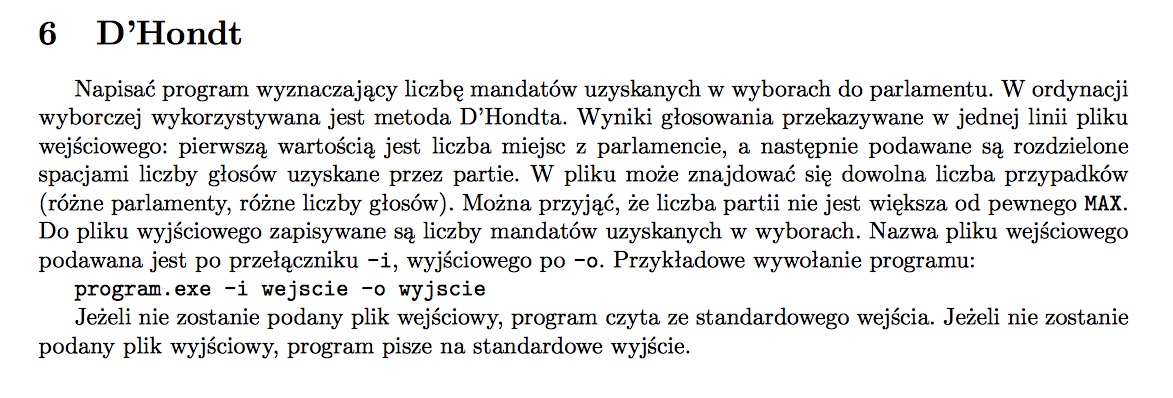 6 D'Hondt
Napisać program wyznaczający liczbę mandatów uzyskanych w wyborach do parlamentu. W ordynacji
wyborczej wykorzystywana jest metoda D'Hondta. Wyniki głosowania przekazywane w jednej linii pliku
wejściowego: pierwszą wartością jest liczba miejsc z parlamencie, a następnie podawane są rozdzielone
spacjami liczby głosów uzyskane przez partie. W pliku może znajdować się dowolna liczba przypadków
(różne parlamenty, różne liczby głosów). Można przyjąć, że liczba partii nie jest większa od pewnego MAX.
Do pliku wyjściowego zapisywane są liczby mandatów uzyskanych w wyborach. Nazwa pliku wejściowego
podawana jest po przełączniku -i, wyjściowego po -o. Przykładowe wywołanie programu:
program.exe -i wejscie -o wyjscie
Jeżeli nie zostanie podany plik wejściowy, program czyta ze standardowego wejścia. Jeżeli nie zostanie
podany plik wyjściowy, program pisze na standardowe wyjście.